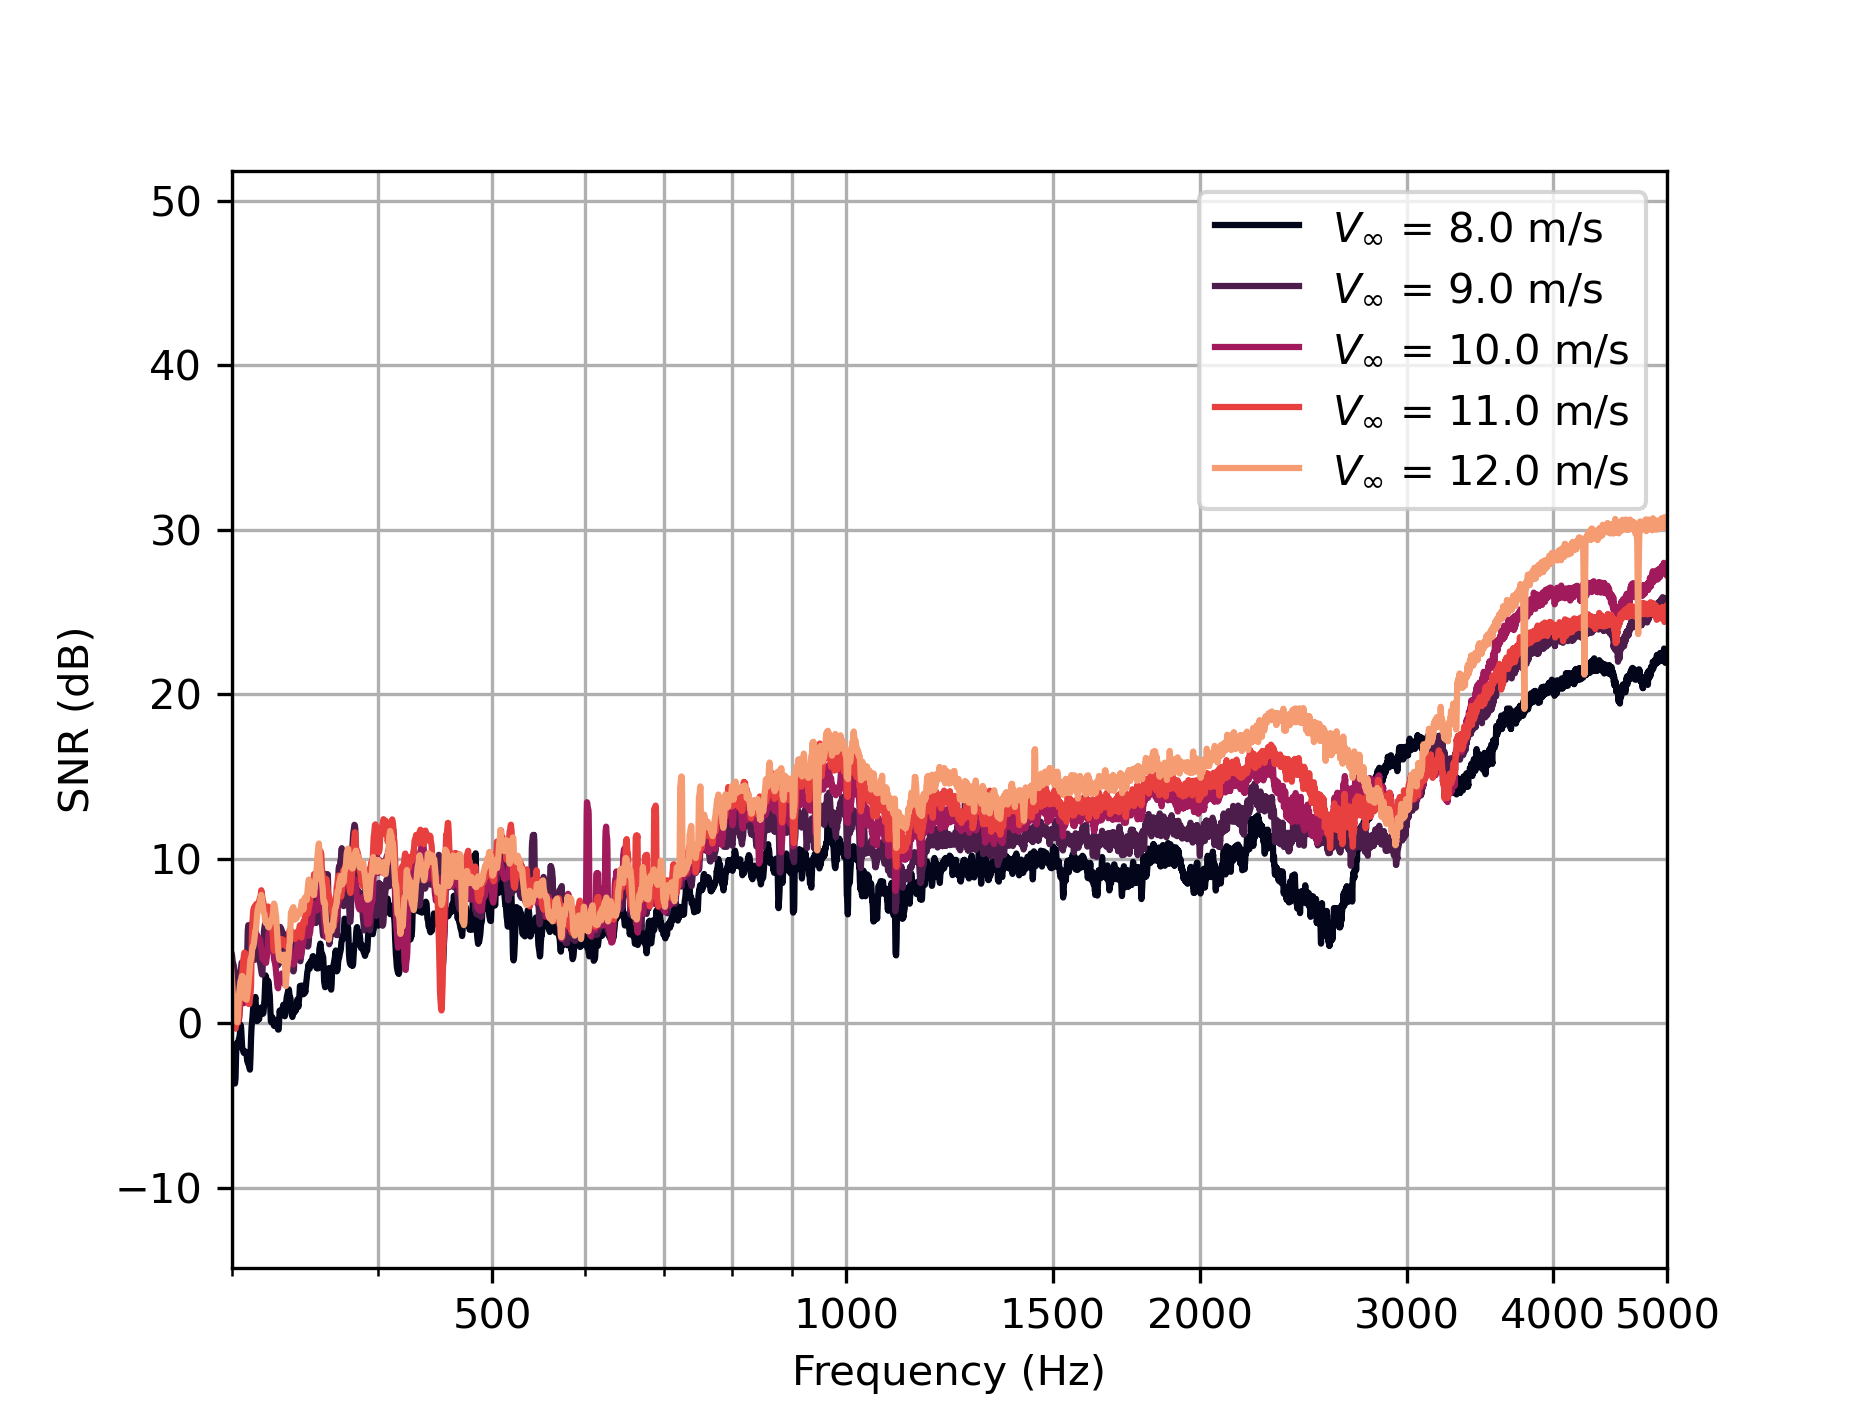 50
40
30
20
10
0
−10
SNR (dB)
V∞ = 8.0 m/s
V∞ = 9.0 m/s
V∞ = 10.0 m/s
V∞ = 11.0 m/s
V∞ = 12.0 m/s
500 1000 1500 2000 3000 4000 5000
Frequency (Hz)